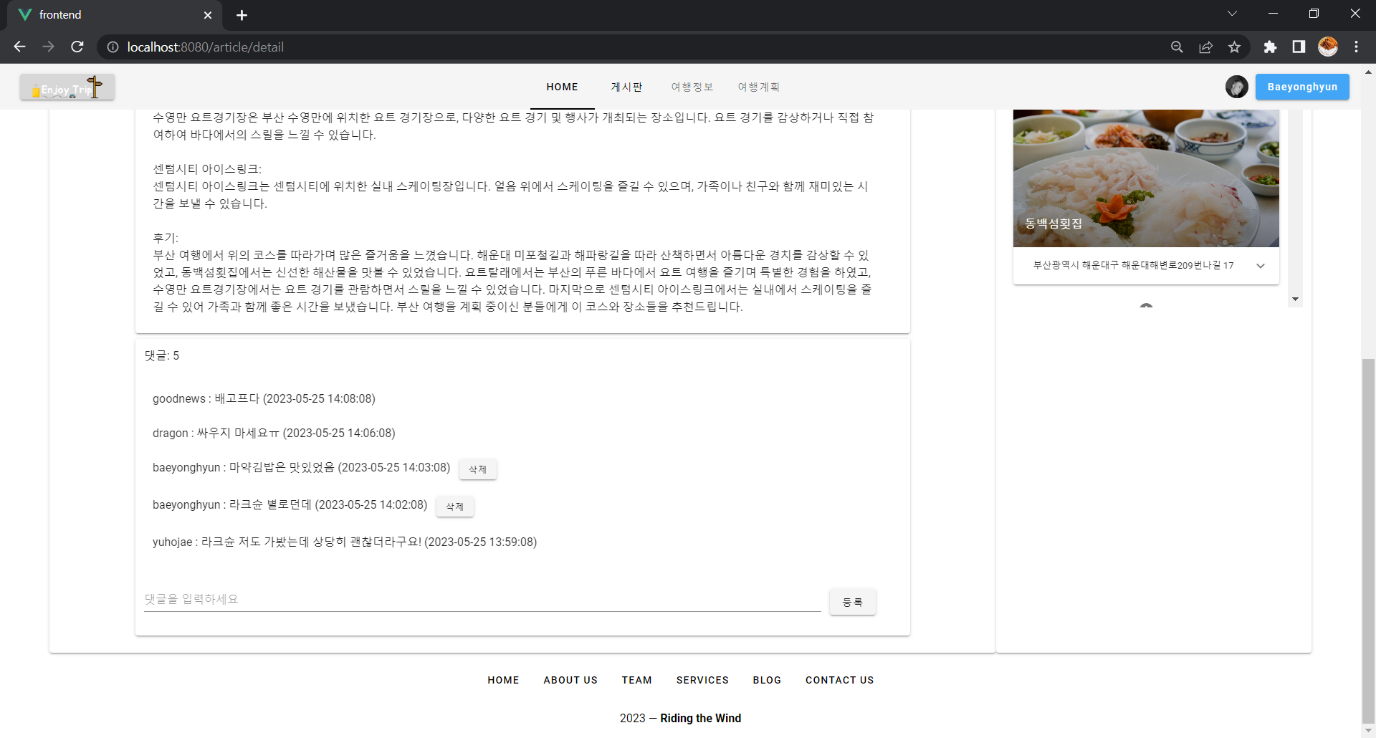 frontend
localhost:8080/article/detail
Enjoy Trip
HOME 게시판 여행정보 여행계획
Baeyonghyun
수영만 요트경기장은 부산 수영만에 위치한 요트 경기장으로, 다양한 요트 경기 및 행사가 개최되는 장소입니다. 요트 경기를 감상하거나 직접 참
여하여 바다에서의 스릴을 느낄 수 있습니다.
센텀시티 아이스링크:
센텀시티 아이스링크는 센텀시티에 위치한 실내 스케이팅장입니다. 얼음 위에서 스케이팅을 즐길 수 있으며, 가족이나 친구와 함께 재미있는 시
간을 보낼 수 있습니다.
후기:
부산 여행에서 위의 코스를 따라가며 많은 즐거움을 느꼈습니다. 해운대 미포철길과 해파랑길을 따라 산책하면서 아름다운 경치를 감상할 수 있
었고, 동백섬횟집에서는 신선한 해산물을 맛볼 수 있었습니다. 요트탈래에서는 부산의 푸른 바다에서 요트 여행을 즐기며 특별한 경험을 하였고,
수영만 요트경기장에서는 요트 경기를 관람하면서 스릴을 느낄 수 있었습니다. 마지막으로 센텀시티 아이스링크에서는 실내에서 스케이팅을 즐
길 수 있어 가족과 함께 좋은 시간을 보냈습니다. 부산 여행을 계획 중이신 분들에게 이 코스와 장소들을 추천드립니다.
동백섬횟집
부산광역시 해운대구 해운대해변로209번나길 17
댓글: 5
goodnews : 배고프다 (2023-05-25 14:08:08)
dragon : 싸우지 마세요ㅠ (2023-05-25 14:06:08)
baeyonghyun : 마약김밥은 맛있었음 (2023-05-25 14:03:08) 삭제
baeyonghyun : 라크슌 별로던데 (2023-05-25 14:02:08) 삭제
yuhojae : 라크슌 저도 가봤는데 상당히 괜찮더라구요! (2023-05-25 13:59:08)
댓글을 입력하세요 등록
HOME ABOUT US TEAM SERVICES BLOG CONTACT US
2023 — Riding the Wind